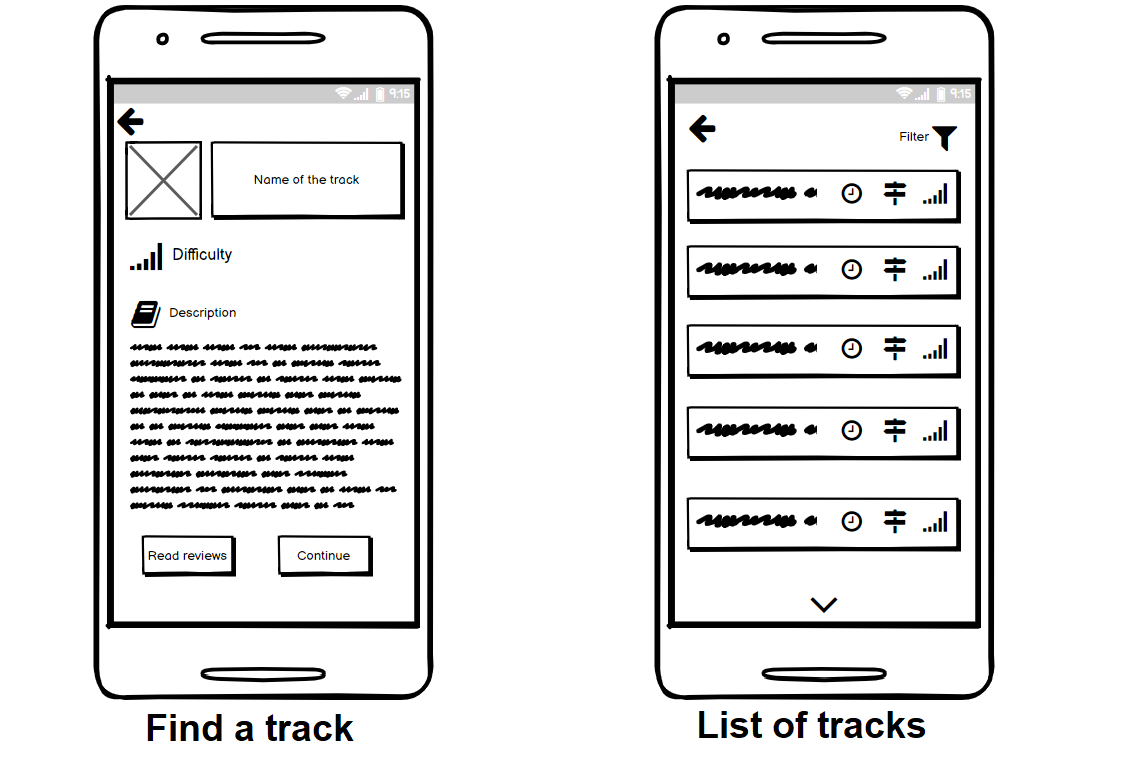 9:15
Name of the track
Difficulty
Description
Read reviews
Continue
Find a track
9:15
Filter
List of tracks